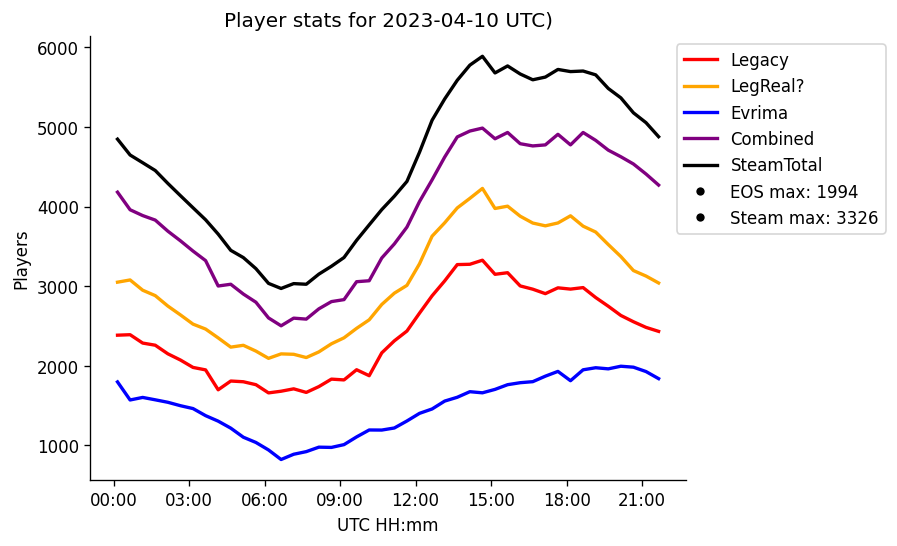 Player stats for 2023-04-10 UTC)
6000
5000
4000
3000
2000
1000
Players
00:00 03:00 06:00 09:00 12:00 15:00 18:00 21:00
UTC HH:mm
Legacy
LegReal?
Evrima
Combined
SteamTotal
EOS max: 1994
Steam max: 3326